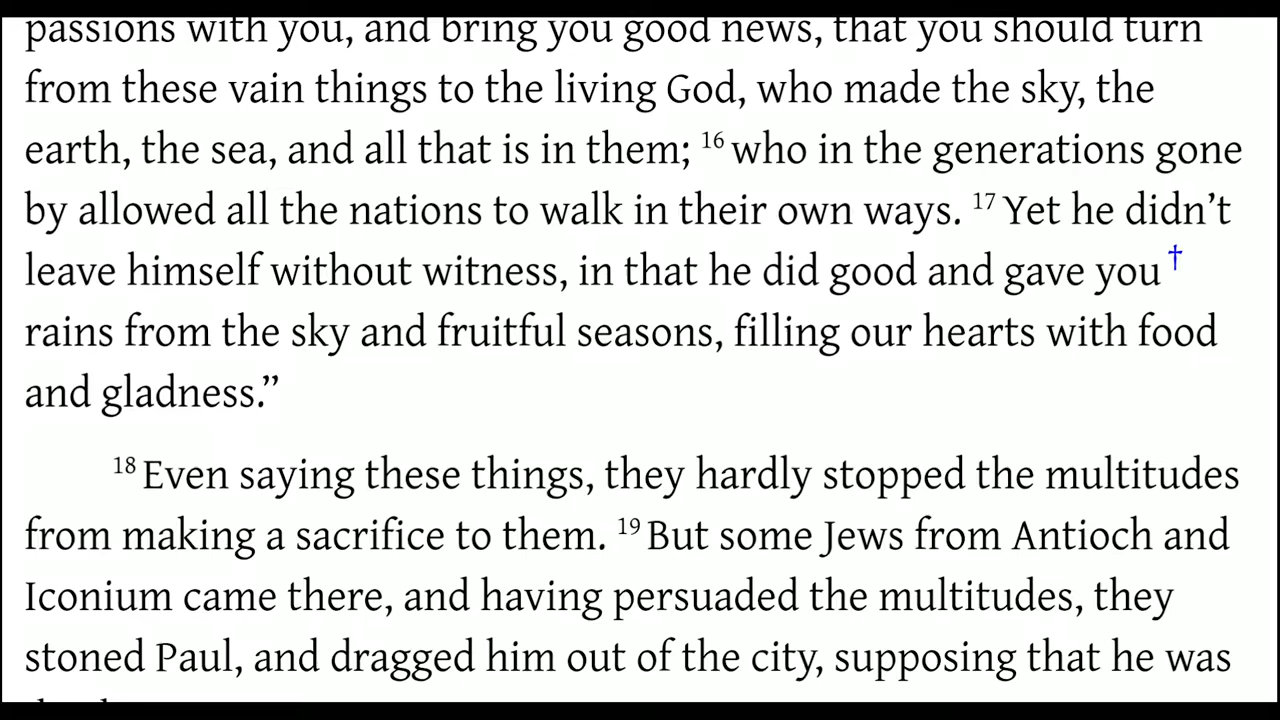 passions with you, and bring you good news, that you should turn
from these vain things to the living God, who made the sky, the
earth, the sea, and all that is in them; 16 who in the generations gone
by allowed all the nations to walk in their own ways. 17 Yet he didn’t
leave himself without witness, in that he did good and gave you †
rains from the sky and fruitful seasons, filling our hearts with food
and gladness.”
18 Even saying these things, they hardly stopped the multitudes
from making a sacrifice to them. 19 But some Jews from Antioch and
Iconium came there, and having persuaded the multitudes, they
stoned Paul, and dragged him out of the city, supposing that he was